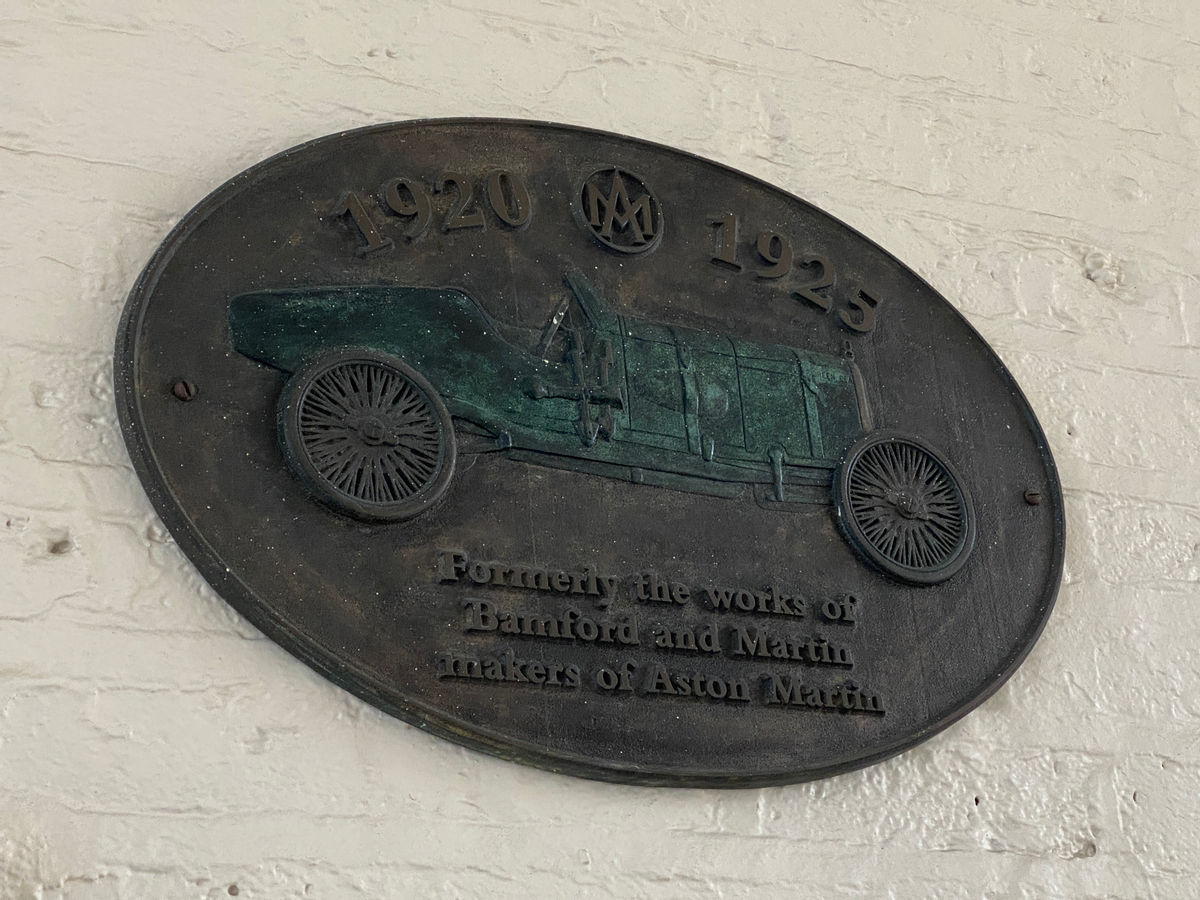 1920 AM 1925
Formerly the works of
Bamford and Martin
makers of Aston Martin